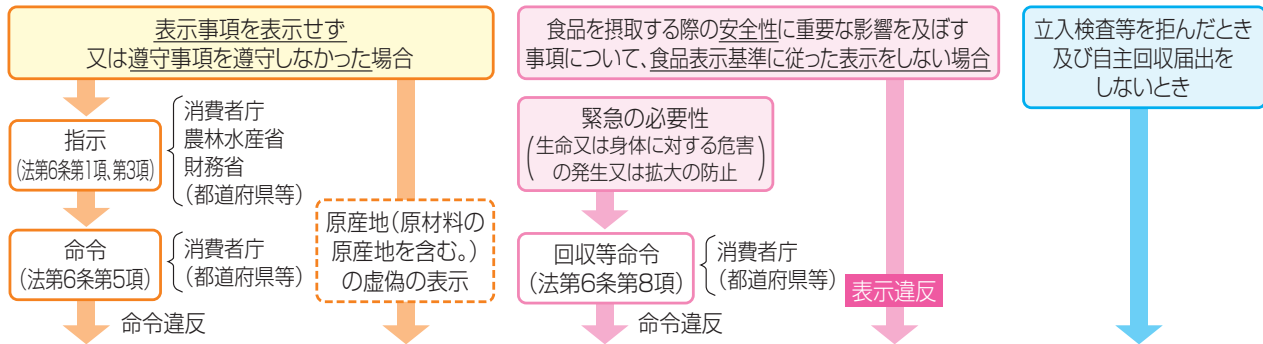 表示事項を表示せず
又は遵守事項を遵守しなかった場合
指示
(法第6条第1項、第3項)
消費者庁
農林水産省
財務省
(都道府県等)
命令
(法第6条第5項)
消費者庁
(都道府県等)
命令違反
原産地(原材料の
原産地を含む。)
の虚偽の表示
食品を摂取する際の安全性に重要な影響を及ぼす
事項について、食品表示基準に従った表示をしない場合
緊急の必要性
(生命又は身体に対する危害
の発生又は拡大の防止)
回収等命令
(法第6条第8項)
消費者庁
(都道府県等)
命令違反
表示違反
立入検査等を拒んだとき
及び自主回収届出を
しないとき